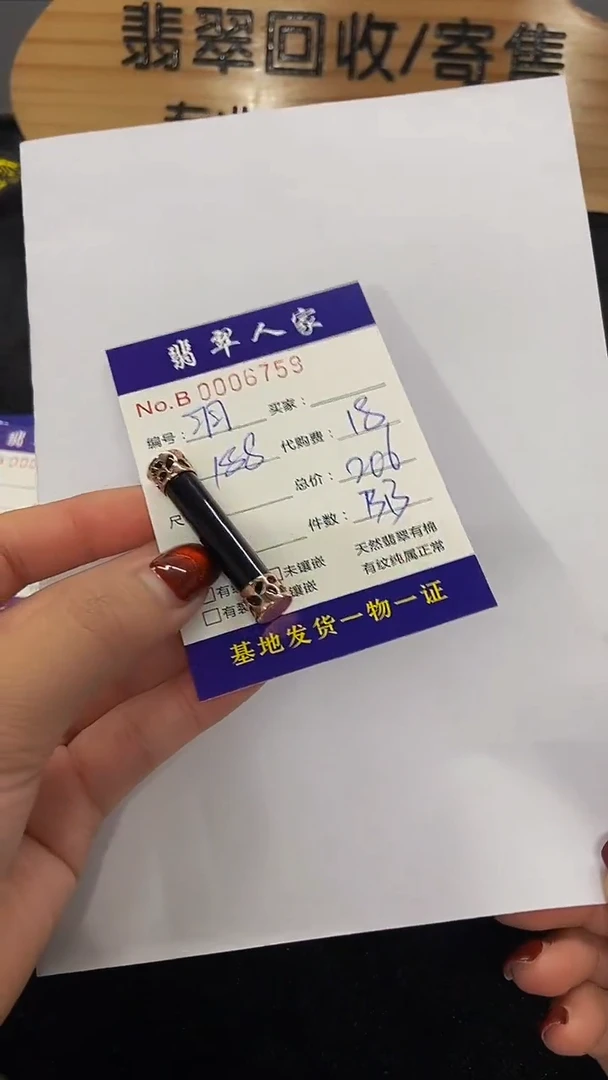 翡翠回收/寄售
翡翠人家
No.B 0006759
编号：羽 买家：
188 代购费：18
总价：206
尺 件数：BB
未镶嵌 天然翡翠有棉
镶嵌 有纹纯属正常
基地发货一物一证